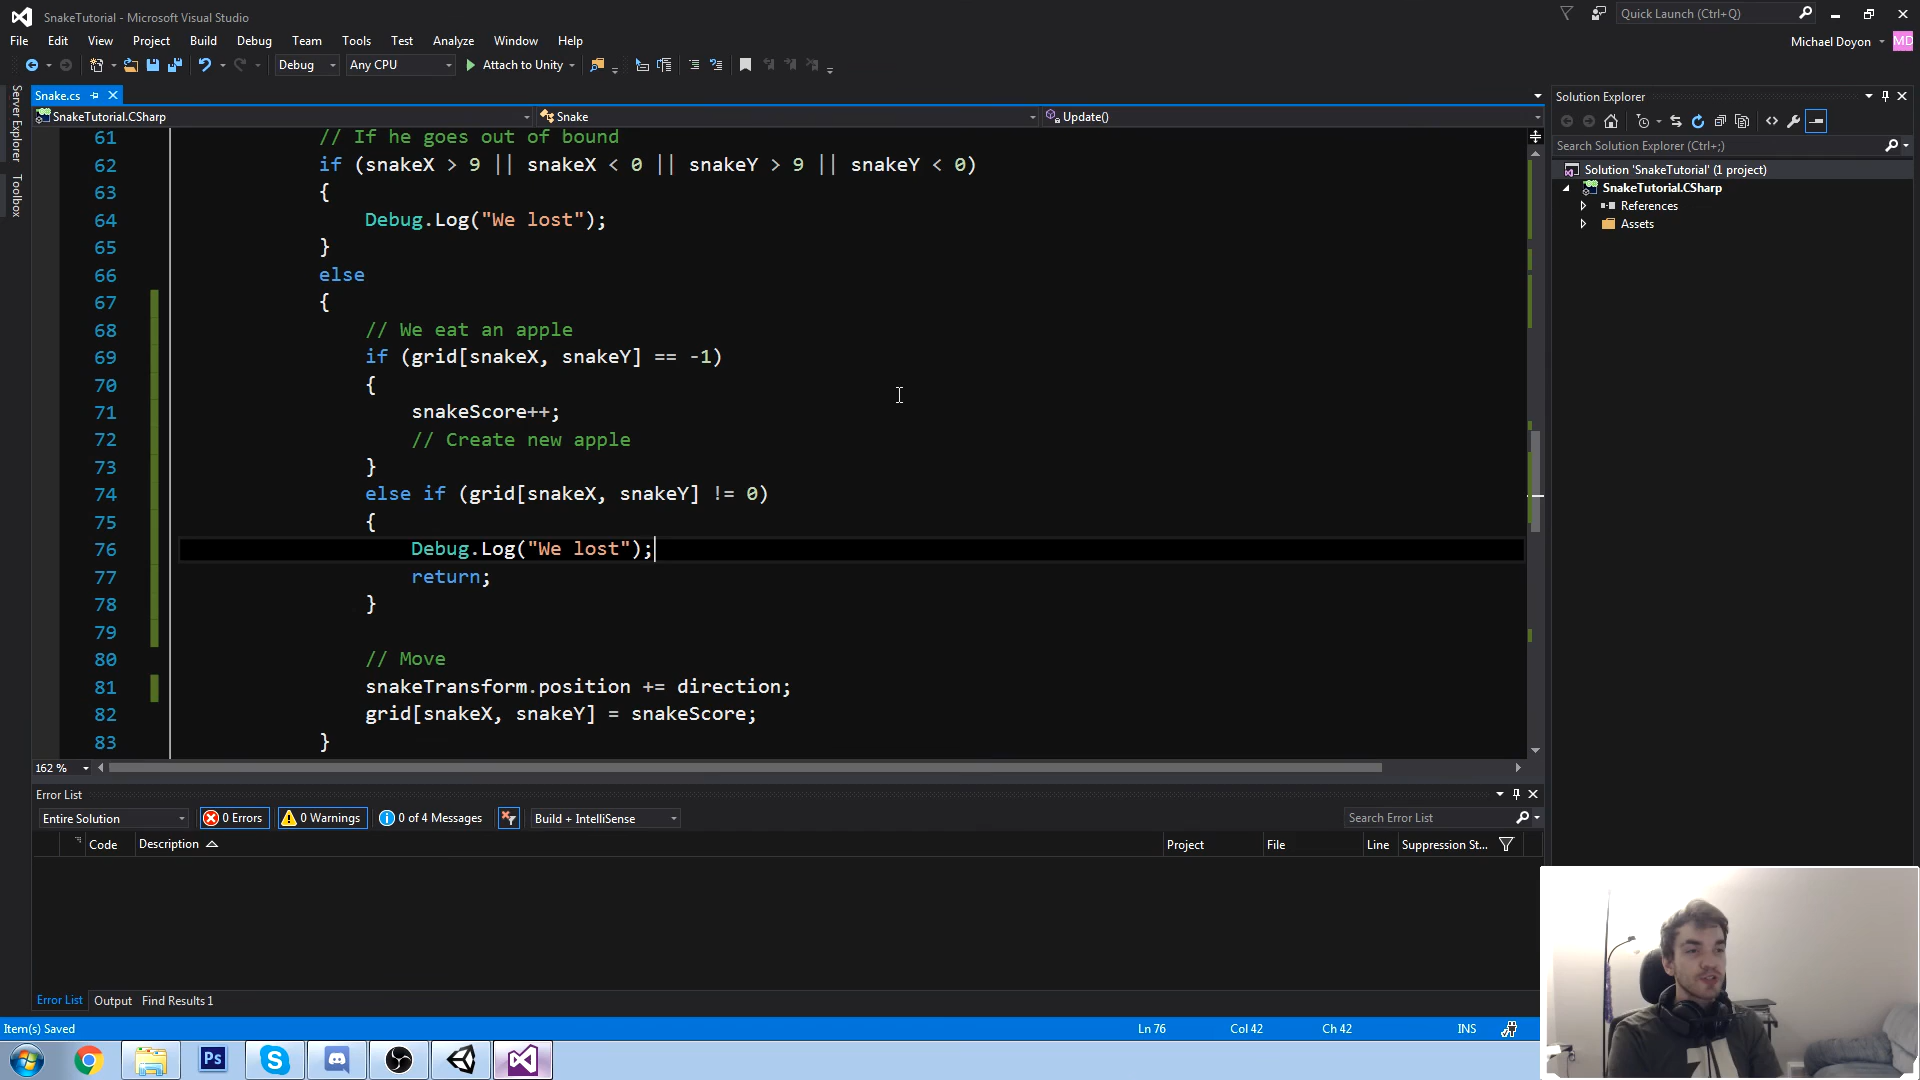 SnakeTutorial - Microsoft Visual Studio
Quick Launch (Ctrl+Q)
File Edit View Project Build Debug Team Tools Test Analyze Window Help
Michael Doyon MD
Debug Any CPU Attach to Unity
Server Explorer
Toolbox
Snake.cs
SnakeTutorial.CSharp Snake Update()
61 // If he goes out of bound
62 if (snakeX > 9 || snakeX < 0 || snakeY > 9 || snakeY < 0)
63 {
64 Debug.Log("We lost");
65 }
66 else
67 {
68 // We eat an apple
69 if (grid[snakeX, snakeY] == -1)
70 {
71 snakeScore++;
72 // Create new apple
73 }
74 else if (grid[snakeX, snakeY] != 0)
75 {
76 Debug.Log("We lost");
77 return;
78 }
79
80 // Move
81 snakeTransform.position += direction;
82 grid[snakeX, snakeY] = snakeScore;
83 }
162 %
Solution Explorer
Search Solution Explorer (Ctrl+;)
Solution 'SnakeTutorial' (1 project)
SnakeTutorial.CSharp
References
Assets
Error List
Entire Solution 0 Errors 0 Warnings 0 of 4 Messages Build + IntelliSense Search Error List
Code Description Project File Line Suppression St...
Error List Output Find Results 1
Item(s) Saved Ln 76 Col 42 Ch 42 INS
Ps